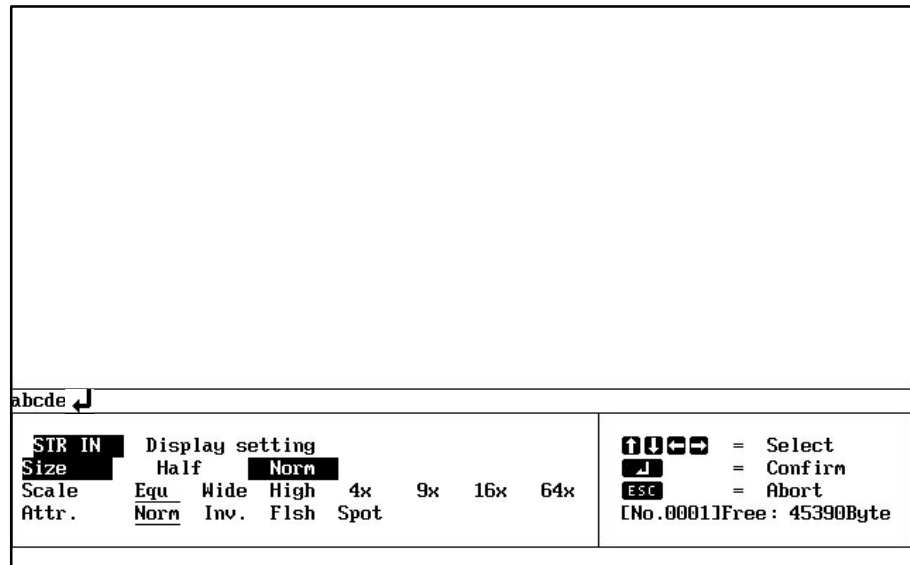 abcde ↵
STR IN Display setting
Size Half Norm
Scale Equ Wide High 4x 9x 16x 64x
Attr. Norm Inv. Flsh Spot
↑↓←→ = Select
↵ = Confirm
ESC = Abort
[No.0001]Free: 45390Byte